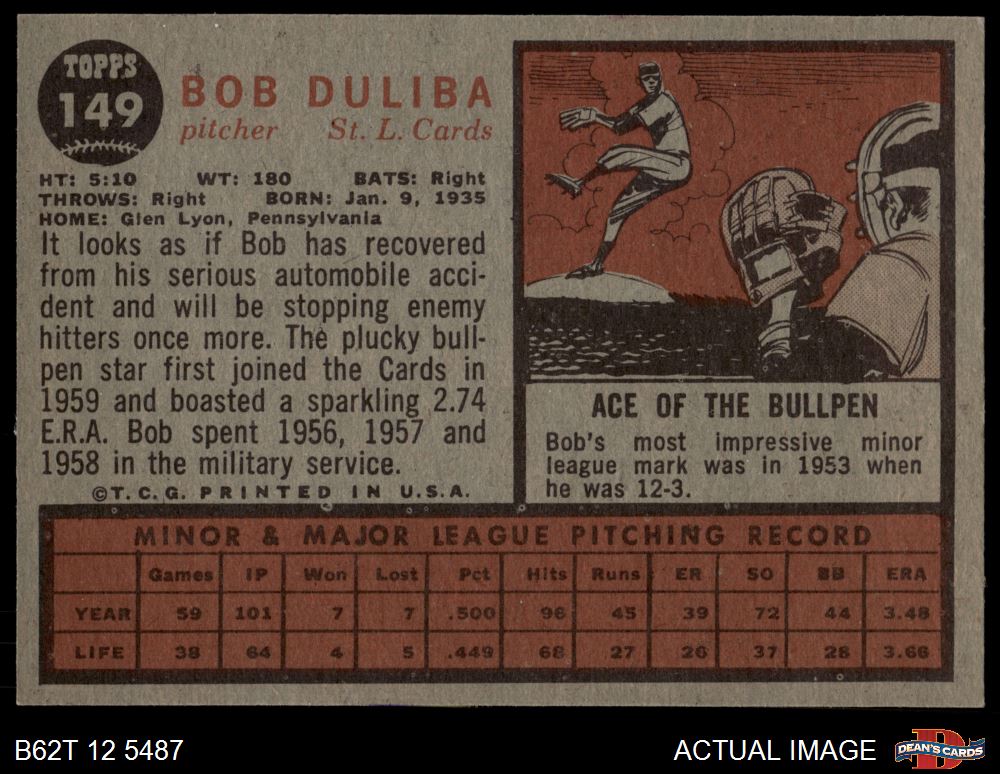 TOPPS
149
BOB DULIBA
pitcher St. L. Cards
HT: 5:10 WT: 180 BATS: Right
THROWS: Right BORN: Jan. 9, 1935
HOME: Glen Lyon, Pennsylvania
It looks as if Bob has recovered
from his serious automobile acci-
dent and will be stopping enemy
hitters once more. The plucky bull-
pen star first joined the Cards in
1959 and boasted a sparkling 2.74
E.R.A. Bob spent 1956, 1957 and
1958 in the military service.
©T.C.G. PRINTED IN U.S.A.
ACE OF THE BULLPEN
Bob's most impressive minor
league mark was in 1953 when
he was 12-3.
MINOR & MAJOR LEAGUE PITCHING RECORD
Games IP Won Lost Pct Hits Runs ER SO BB ERA
YEAR 59 101 7 7 .500 96 45 39 72 44 3.48
LIFE 38 64 4 5 .449 68 27 26 37 28 3.66
B62T 12 5487 ACTUAL IMAGE DEAN'S CARDS